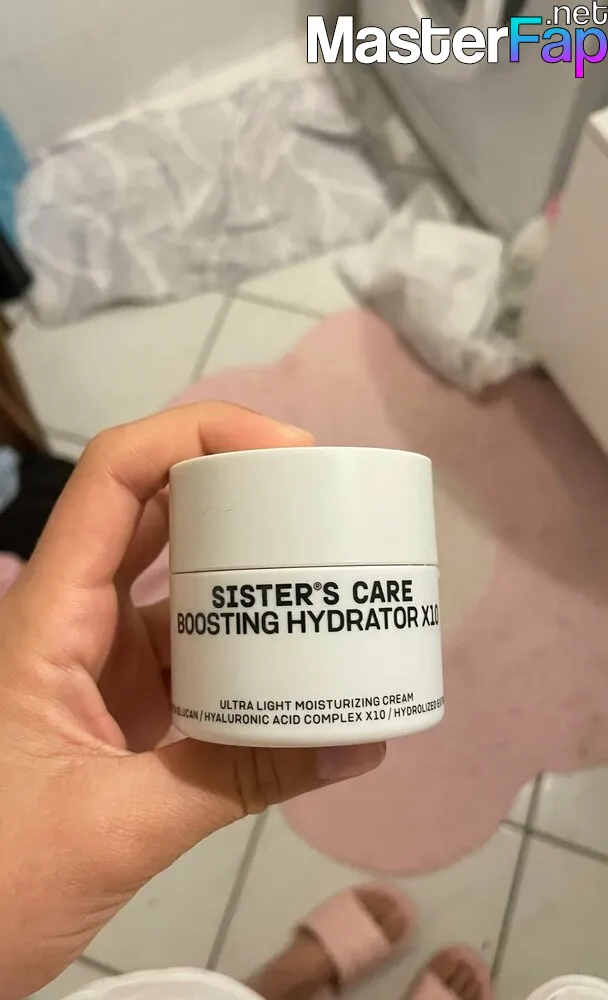 .net
MasterFap
SISTER®S CARE
BOOSTING HYDRATOR X10
ULTRA LIGHT MOISTURIZING CREAM
/ HYALURONIC ACID COMPLEX X10 / HYDROLIZED